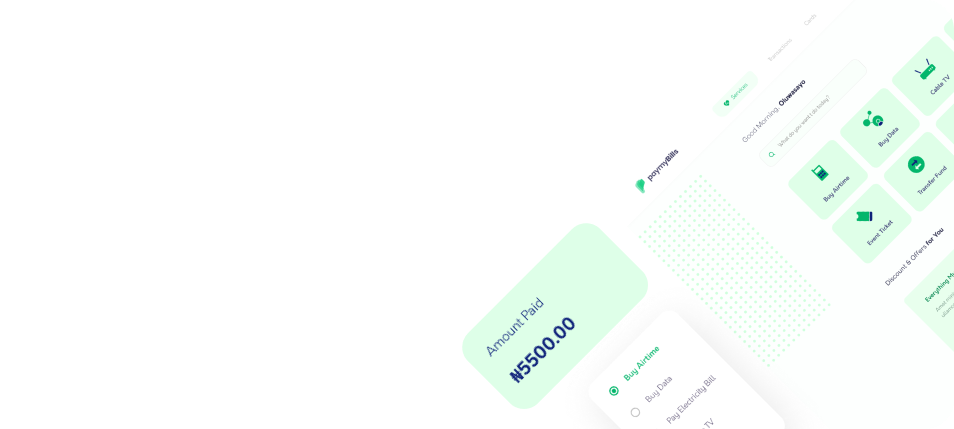 paymyBills
Services
Transactions
Cards
Good Morning, Oluwasayo
What do you want to do today?
Buy Airtime
Buy Data
Cable TV
Event Ticket
Transfer Fund
Discount & Offers for You
Everything
Amount Paid
₦5500.00
Buy Airtime
Buy Data
Pay Electricity Bill
TV